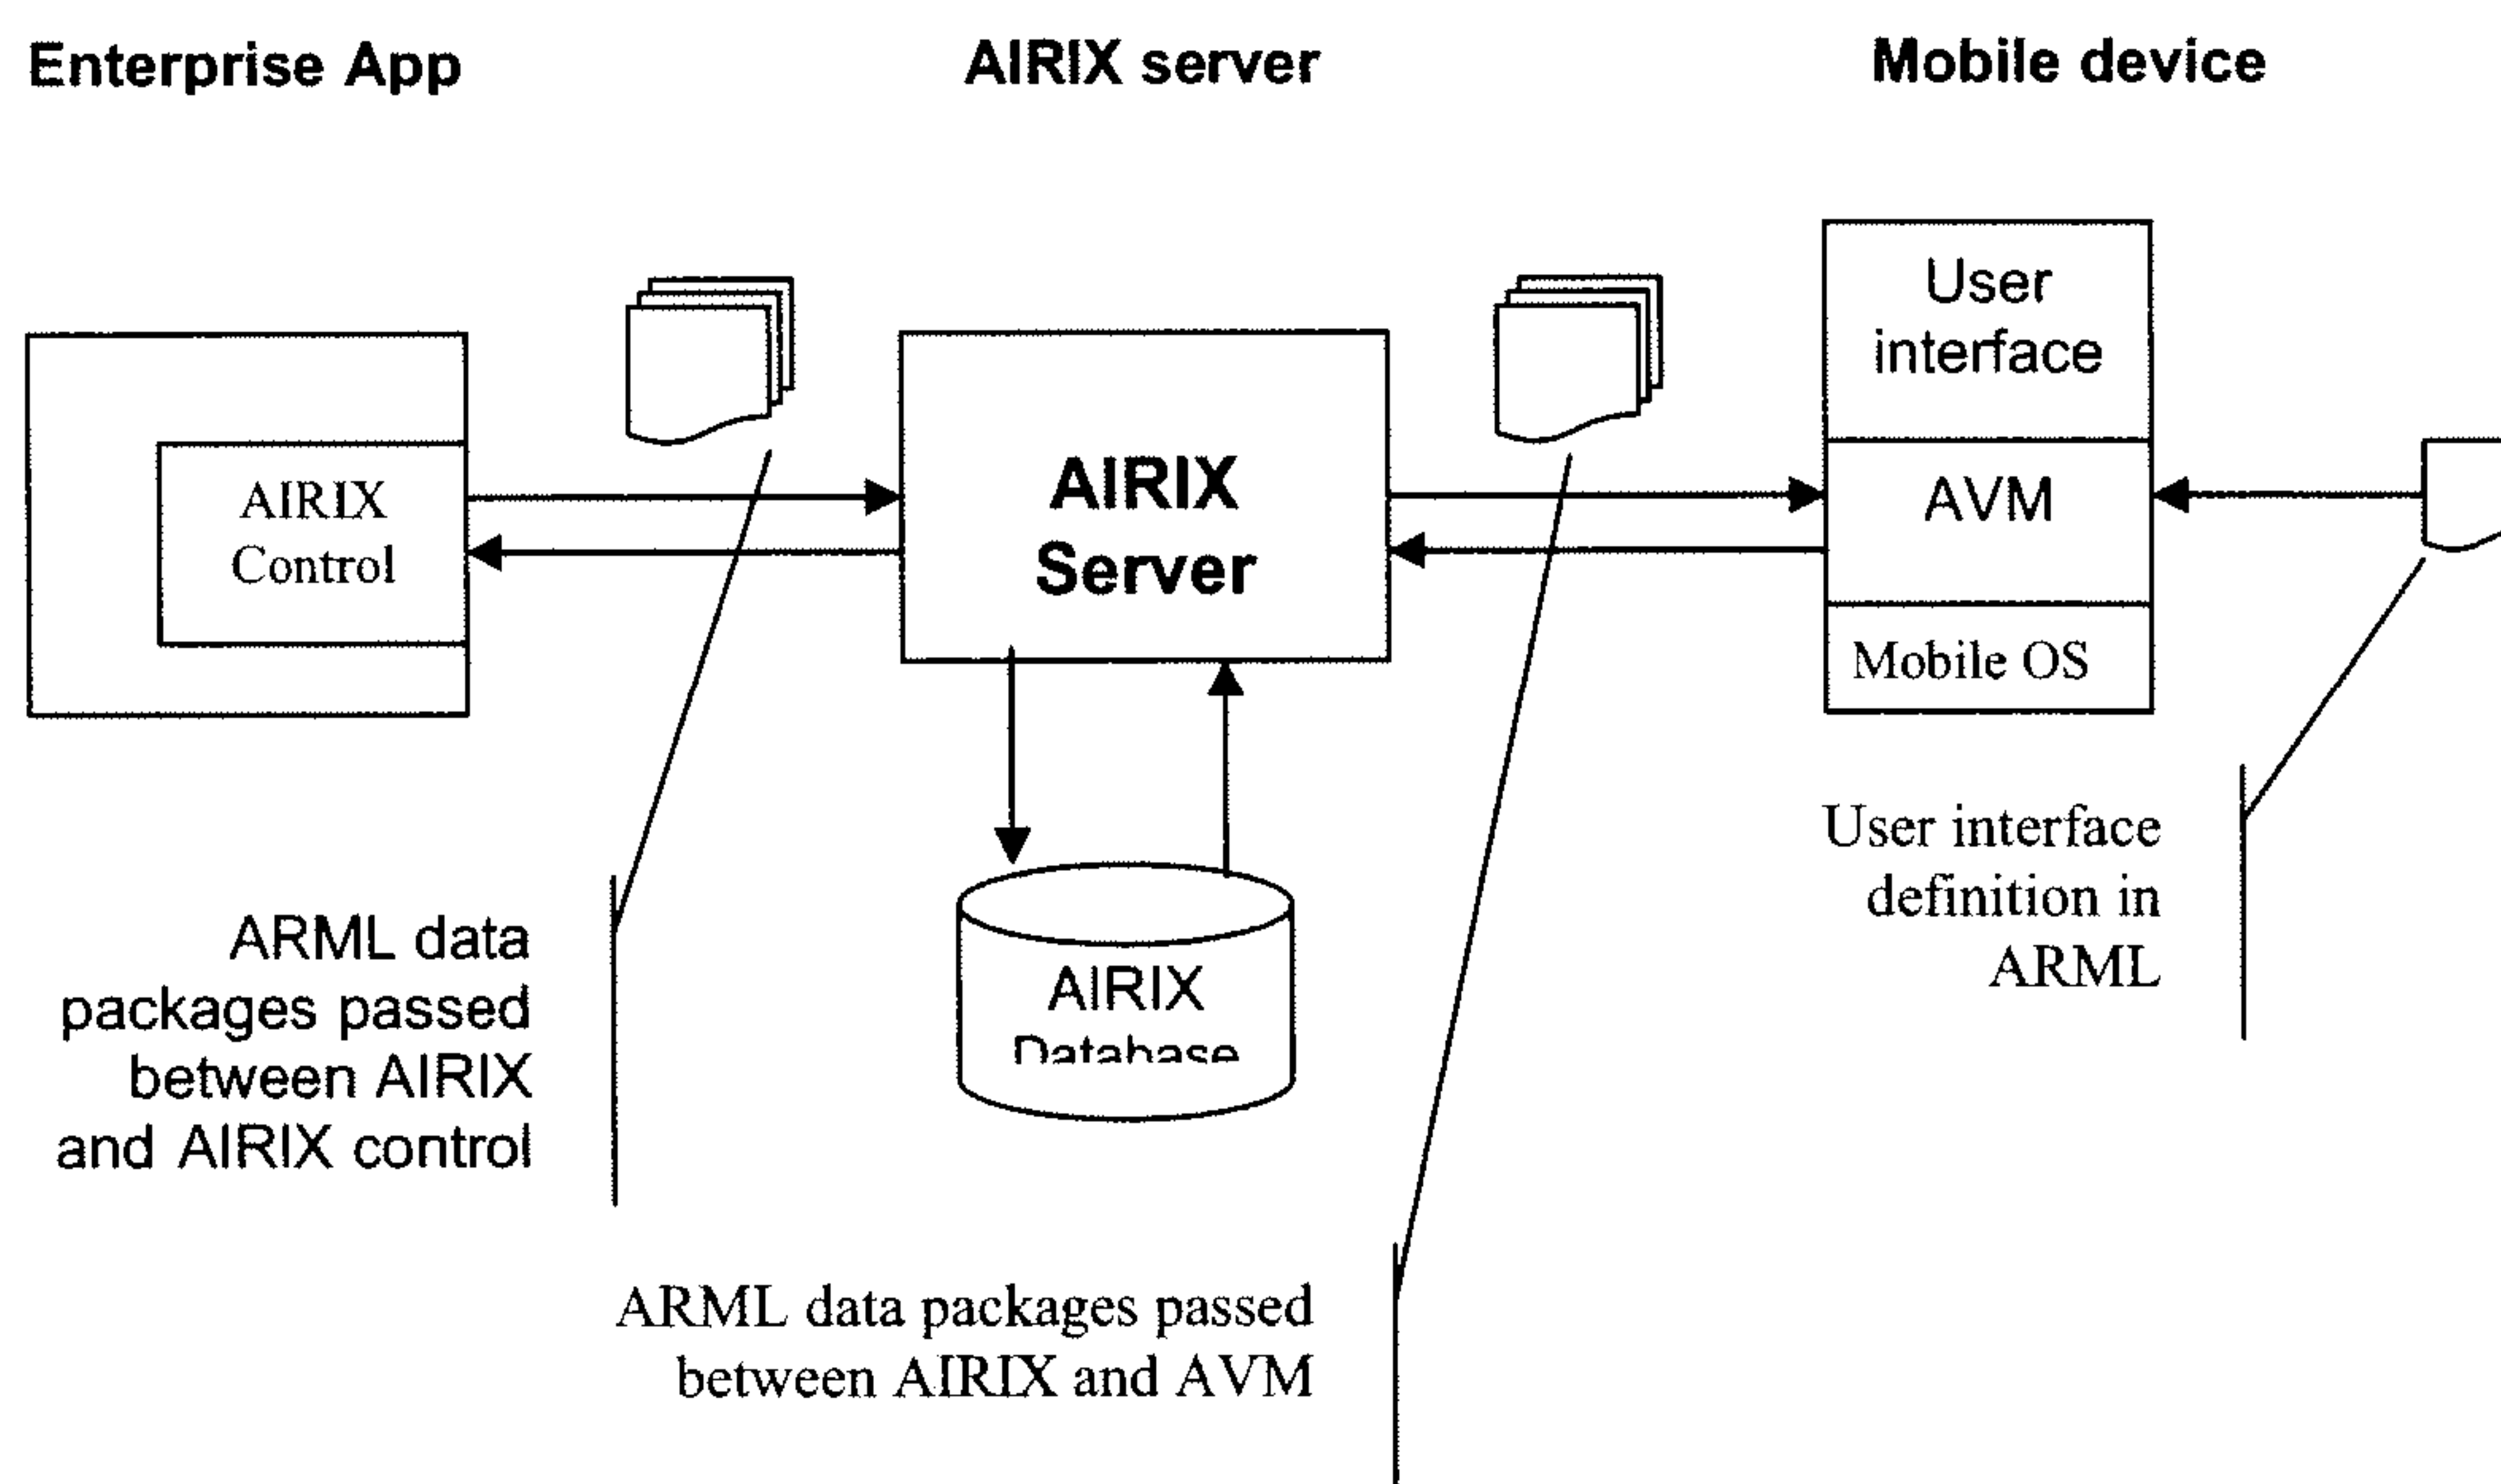 Enterprise App
AIRIX server
Mobile device
User
interface
AIRIX
Control
AIRIX
Server
AVM
Mobile OS
AIRIX
Database
ARML data
packages passed
between AIRIX
and AIRIX control
User interface
definition in
ARML
ARML data packages passed
between AIRIX and AVM